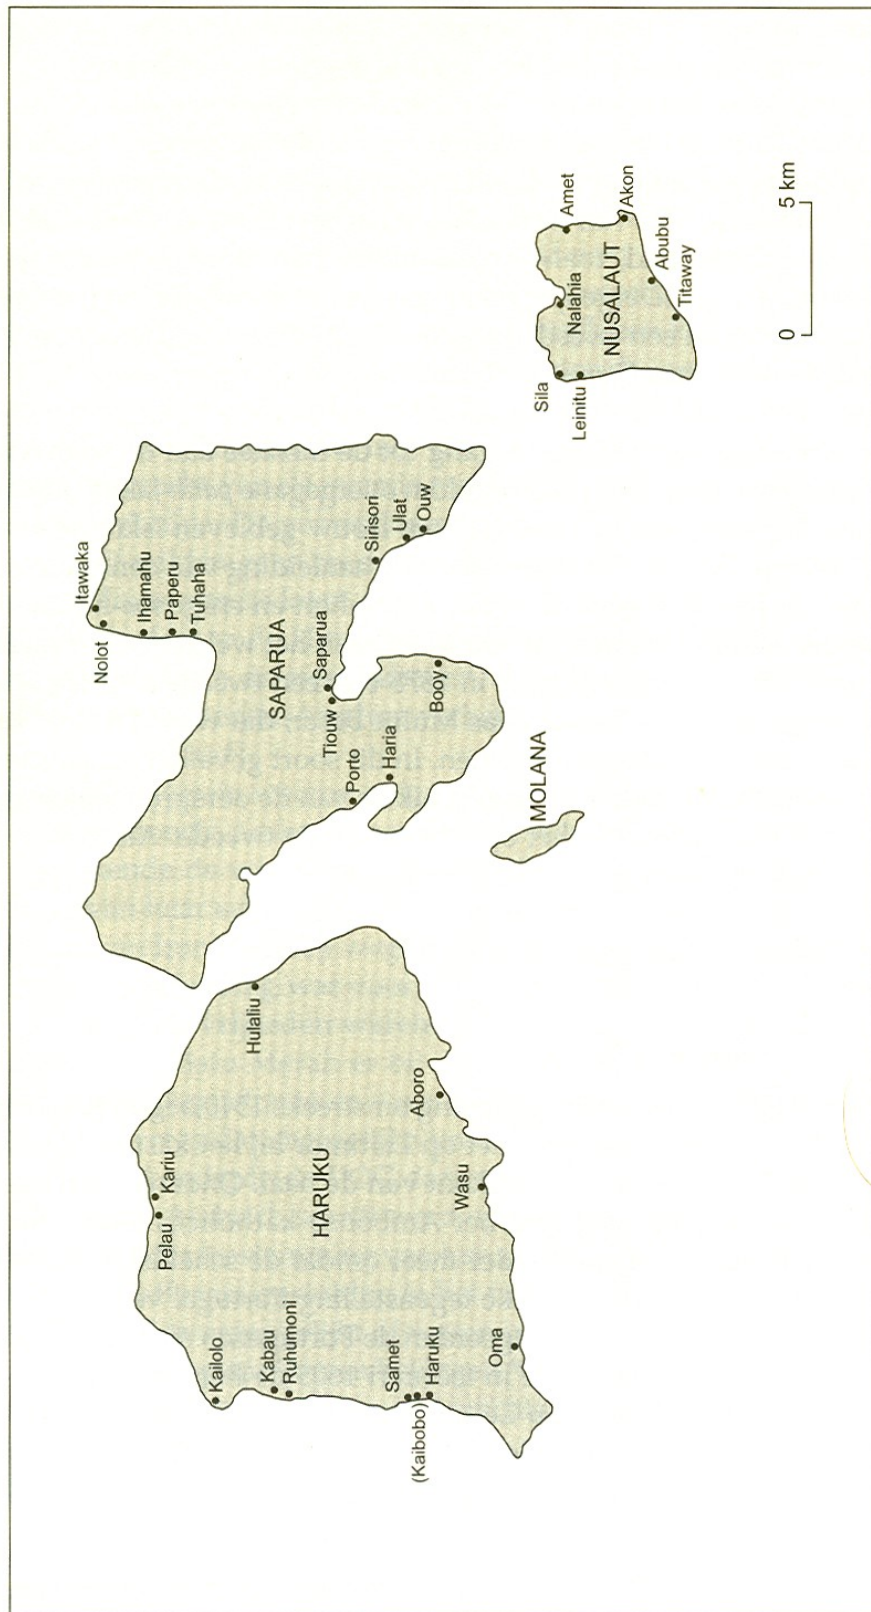 Kailolo
Kabau
Ruhumoni
Samet
(Kaibobo)
Haruku
Oma
Pelau
Kariu
HARUKU
Wasu
Aboro
Hulaliu
Itawaka
Nolot
Ihamahu
Paperu
Tuhaha
SAPARUA
Saparua
Tiouw
Porto
Haria
Booy
Sirisori
Ulat
Ouw
MOLANA
Sila
Leinitu
Nalahia
Amet
NUSALAUT
Akon
Abubu
Titaway
0
5 km